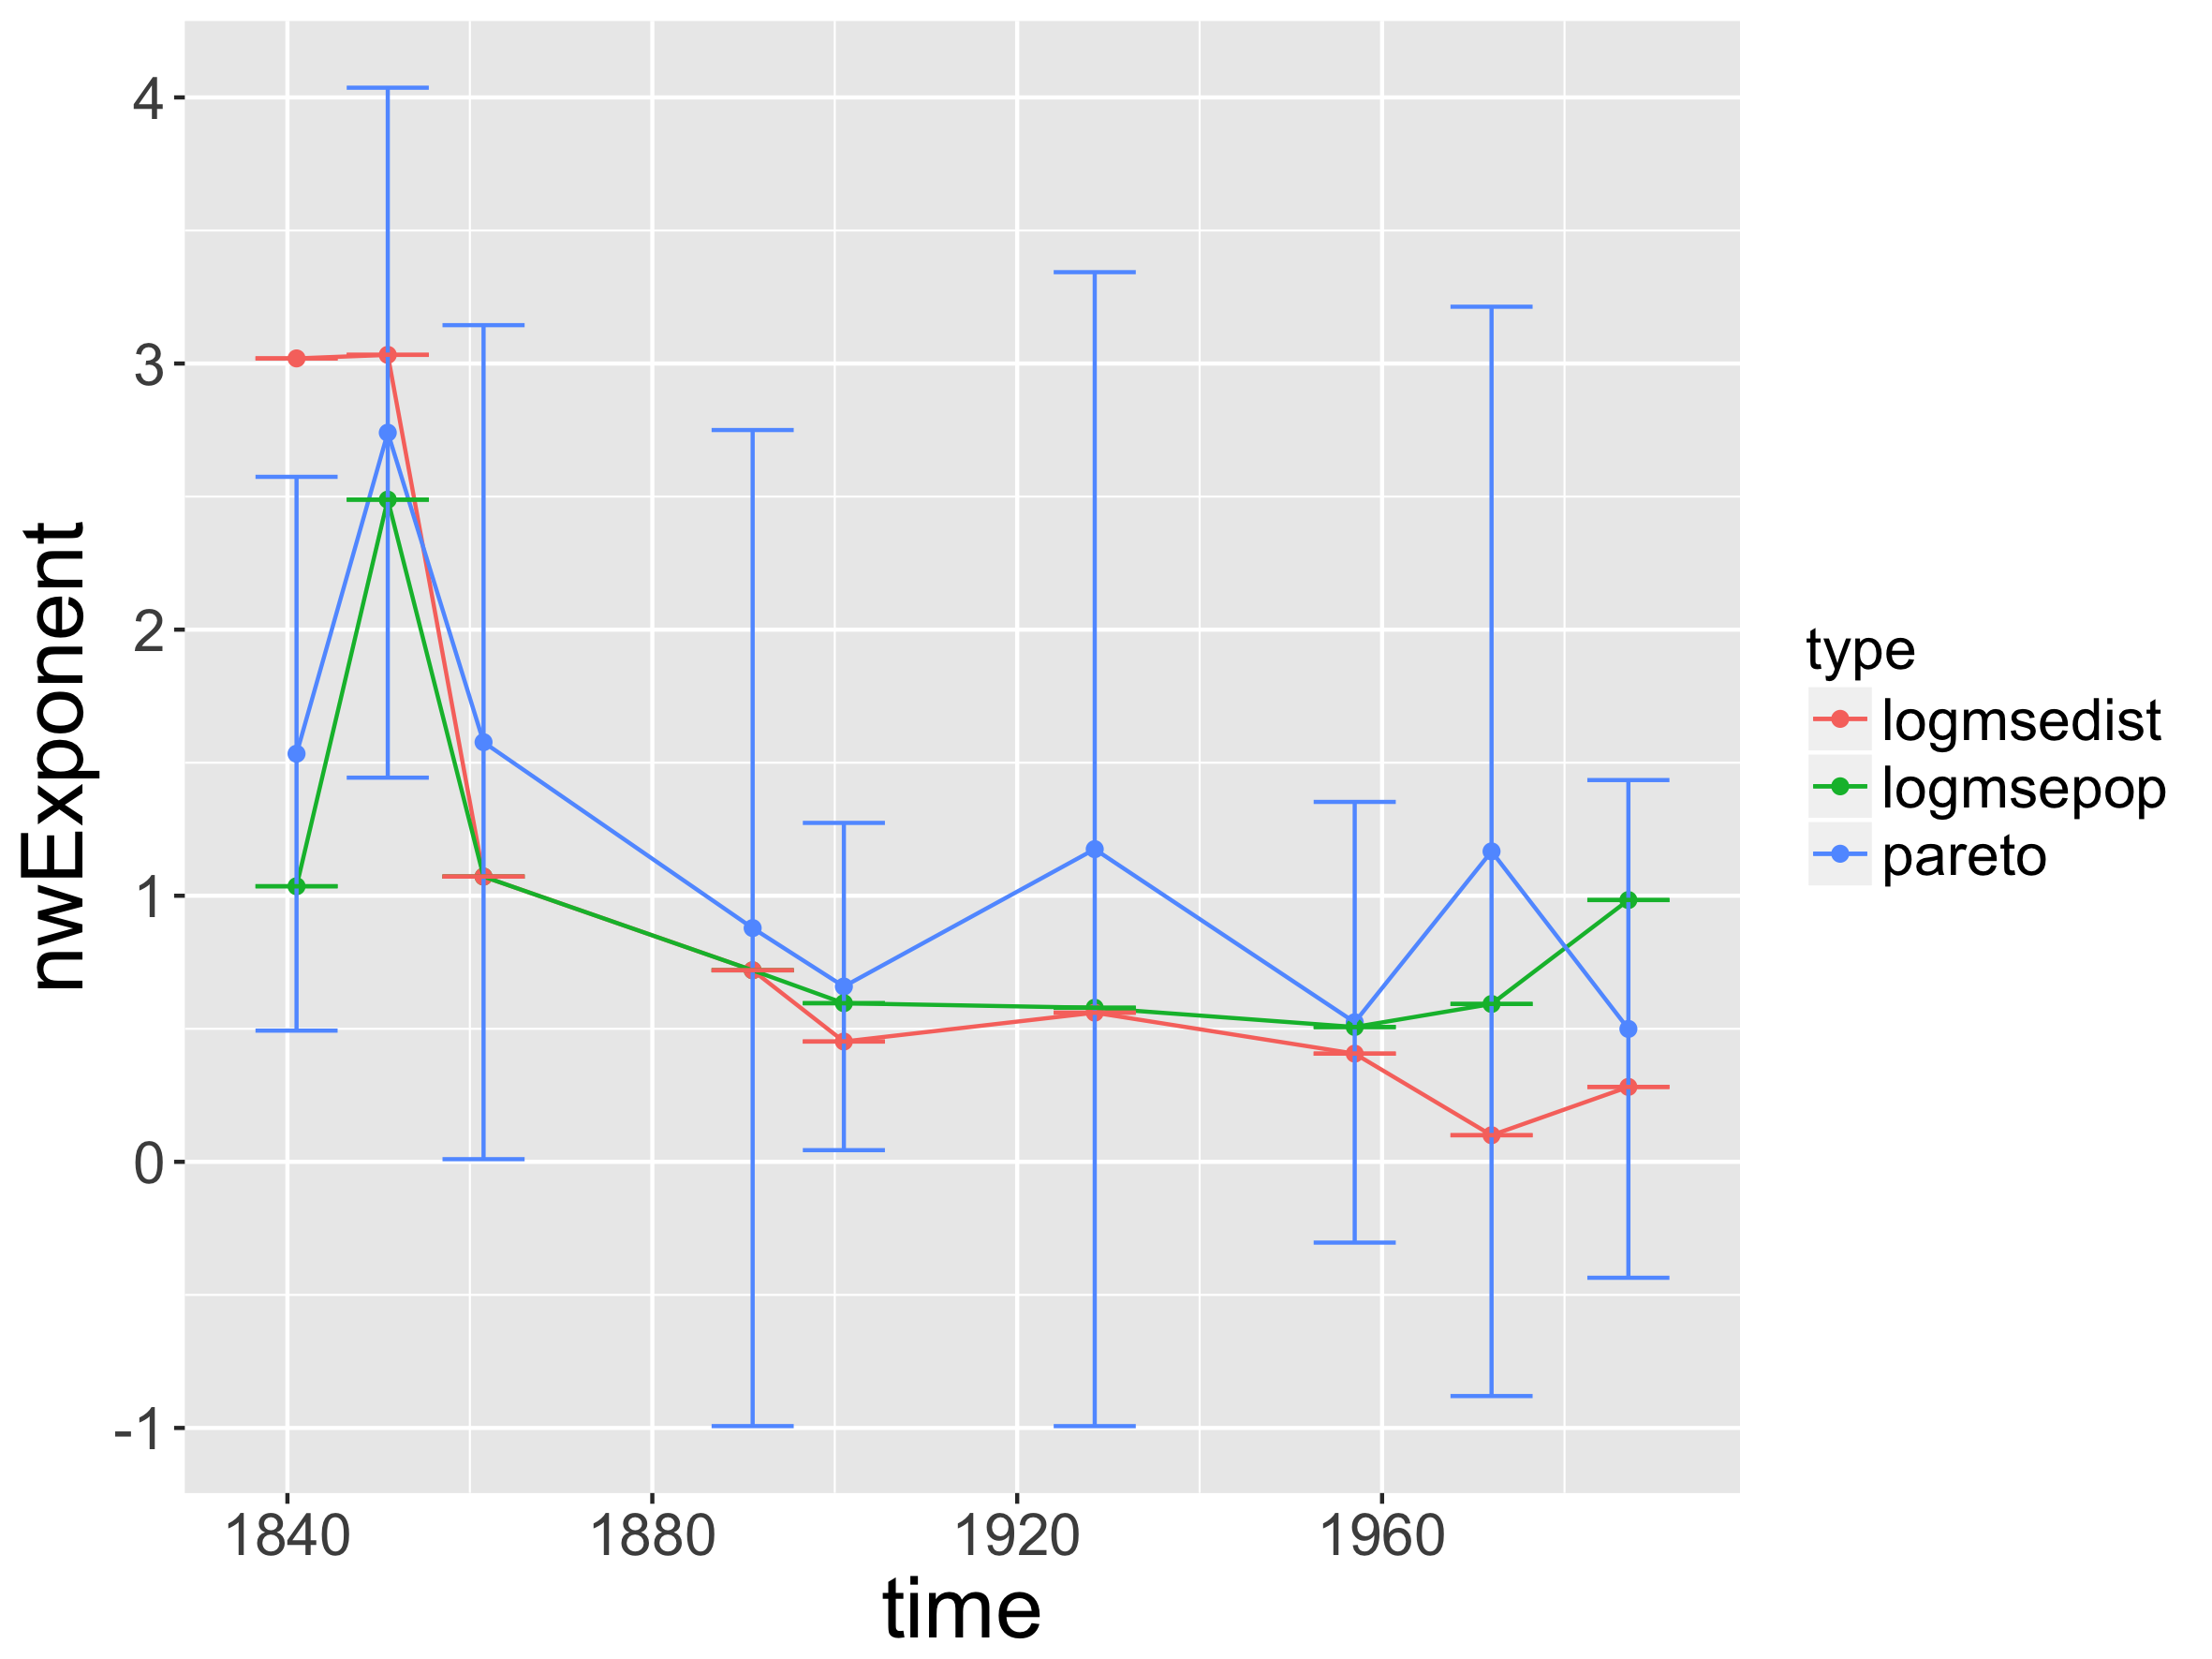 nwExponent
4
3
2
1
0
-1
1840 1880 1920 1960
time
type
logmsedist
logmsepop
pareto